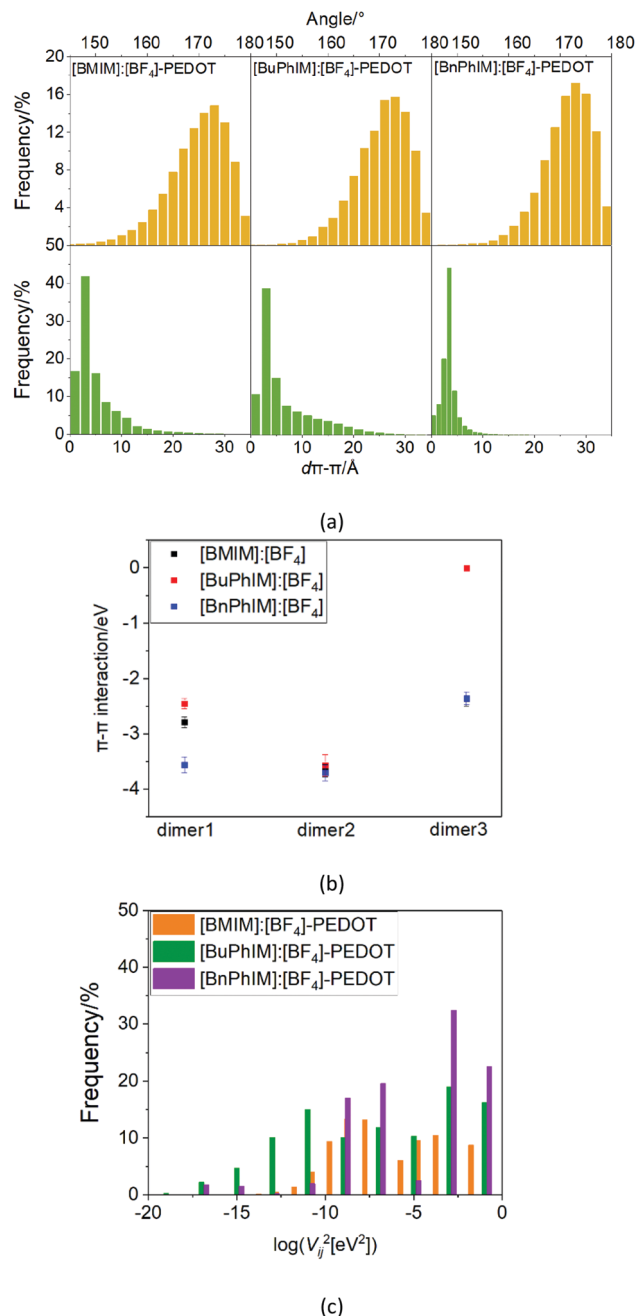 Angle/°
150 160 170 180 150 160 170 180 150 160 170 180
20
[BMIM]:[BF4]-PEDOT [BuPhIM]:[BF4]-PEDOT [BnPhIM]:[BF4]-PEDOT
16
12
8
4
50
Frequency/%
40
30
20
10
0
Frequency/%
0 10 20 30 0 10 20 30 0 10 20 30
dπ-π/Å
(a)
[BMIM]:[BF4]
[BuPhIM]:[BF4]
[BnPhIM]:[BF4]
0
-1
-2
-3
-4
π-π interaction/eV
dimer1 dimer2 dimer3
(b)
50
40
30
20
10
0
Frequency/%
[BMIM]:[BF4]-PEDOT
[BuPhIM]:[BF4]-PEDOT
[BnPhIM]:[BF4]-PEDOT
-20 -15 -10 -5 0
log(Vij²[eV²])
(c)